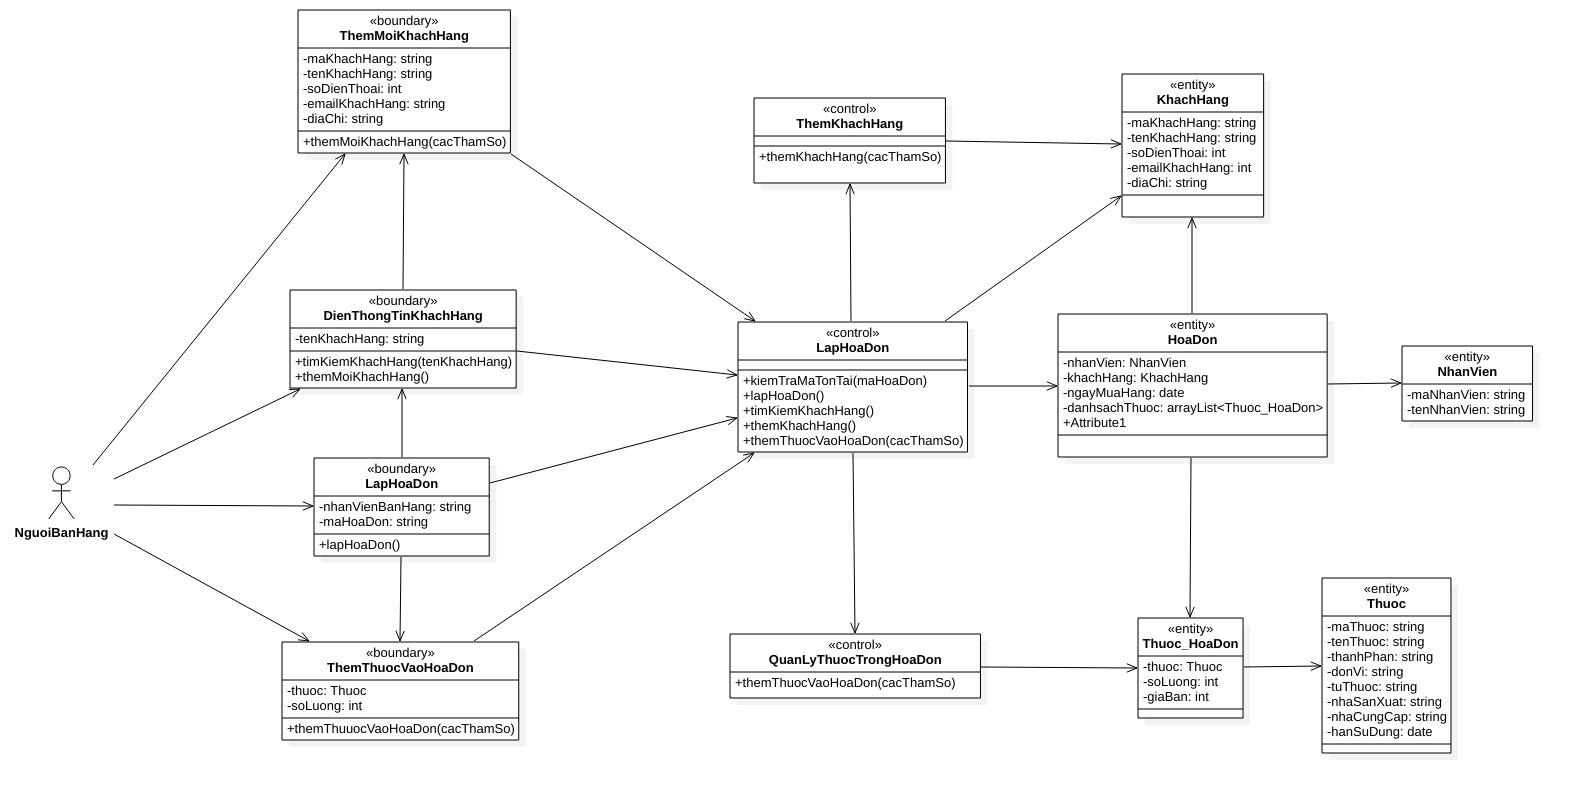 «boundary»
ThemMoiKhachHang
-maKhachHang: string
-tenKhachHang: string
-soDienThoai: int
-emailKhachHang: string
-diaChi: string
+themMoiKhachHang(cacThamSo)
«control»
ThemKhachHang
+themKhachHang(cacThamSo)
«entity»
KhachHang
-maKhachHang: string
-tenKhachHang: string
-soDienThoai: int
-emailKhachHang: int
-diaChi: string
«boundary»
DienThongTinKhachHang
-tenKhachHang: string
+timKiemKhachHang(tenKhachHang)
+themMoiKhachHang()
«control»
LapHoaDon
+kiemTraMaTonTai(maHoaDon)
+lapHoaDon()
+timKiemKhachHang()
+themKhachHang()
+themThuocVaoHoaDon(cacThamSo)
«entity»
HoaDon
-nhanVien: NhanVien
-khachHang: KhachHang
-ngayMuaHang: date
-danhsachThuoc: arrayList<Thuoc_HoaDon>
+Attribute1
«entity»
NhanVien
-maNhanVien: string
-tenNhanVien: string
NguoiBanHang
«boundary»
LapHoaDon
-nhanVienBanHang: string
-maHoaDon: string
+lapHoaDon()
«boundary»
ThemThuocVaoHoaDon
-thuoc: Thuoc
-soLuong: int
+themThuuocVaoHoaDon(cacThamSo)
«control»
QuanLyThuocTrongHoaDon
+themThuocVaoHoaDon(cacThamSo)
«entity»
Thuoc_HoaDon
-thuoc: Thuoc
-soLuong: int
-giaBan: int
«entity»
Thuoc
-maThuoc: string
-tenThuoc: string
-thanhPhan: string
-donVi: string
-tuThuoc: string
-nhaSanXuat: string
-nhaCungCap: string
-hanSuDung: date